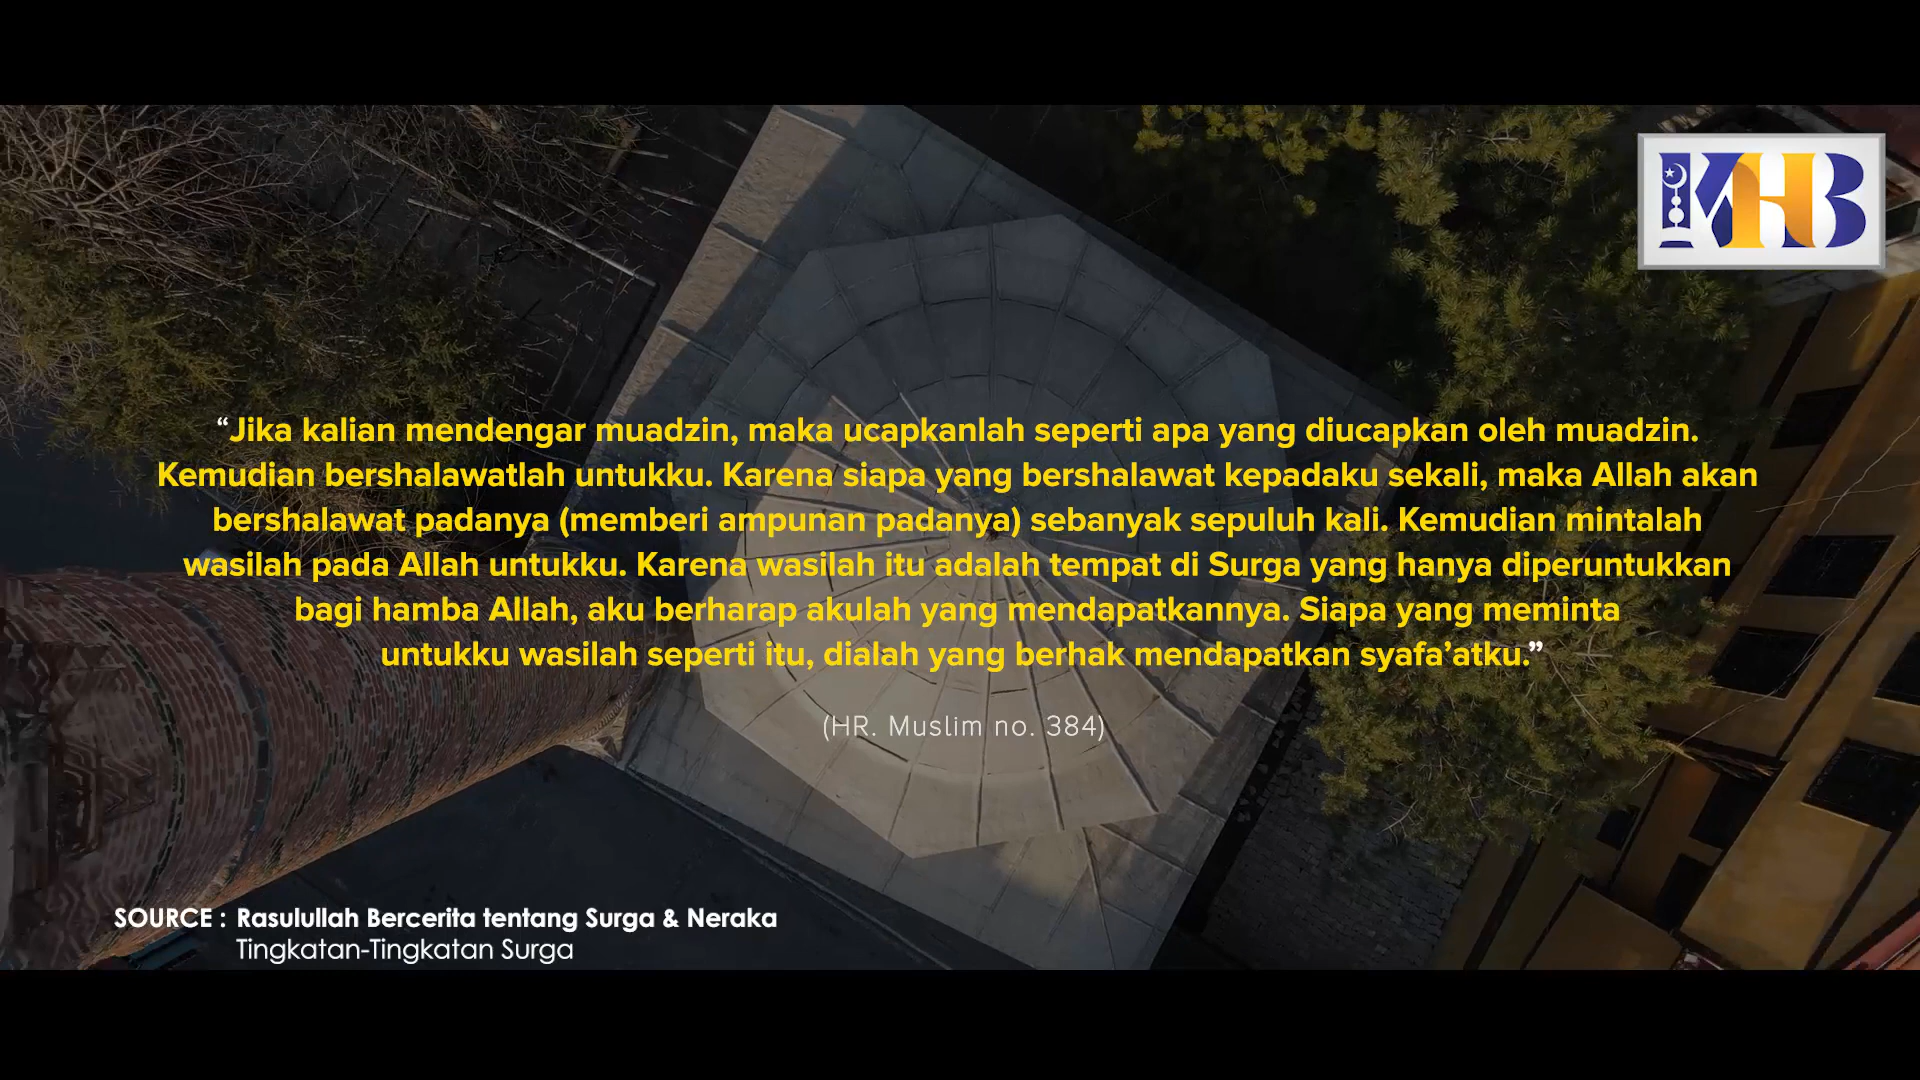 KHB
“Jika kalian mendengar muadzin, maka ucapkanlah seperti apa yang diucapkan oleh muadzin.
Kemudian bershalawatlah untukku. Karena siapa yang bershalawat kepadaku sekali, maka Allah akan
bershalawat padanya (memberi ampunan padanya) sebanyak sepuluh kali. Kemudian mintalah
wasilah pada Allah untukku. Karena wasilah itu adalah tempat di Surga yang hanya diperuntukkan
bagi hamba Allah, aku berharap akulah yang mendapatkannya. Siapa yang meminta
untukku wasilah seperti itu, dialah yang berhak mendapatkan syafa’atku.”
(HR. Muslim no. 384)
SOURCE : Rasulullah Bercerita tentang Surga & Neraka
Tingkatan-Tingkatan Surga